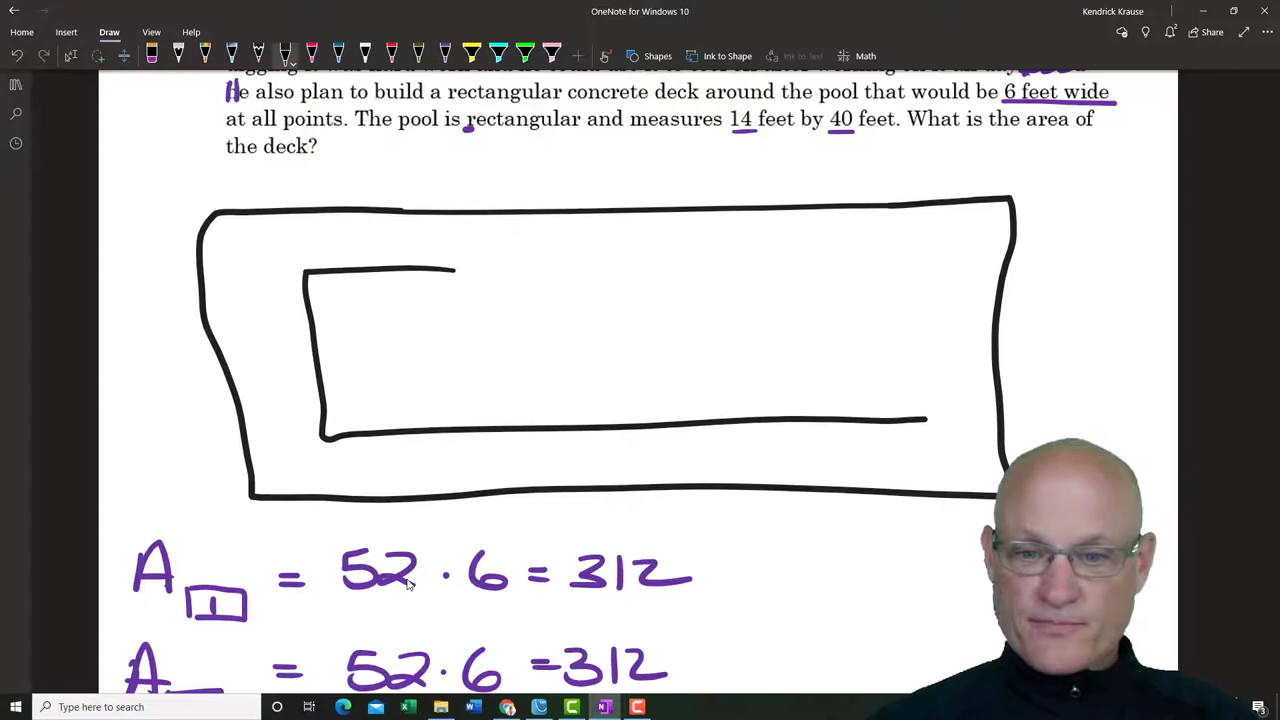 OneNote for Windows 10
Kendrick Krause
Home Insert Draw View Help
Shapes Ink to Shape Ink to Text Math Share
he also plan to build a rectangular concrete deck around the pool that would be 6 feet wide
at all points. The pool is rectangular and measures 14 feet by 40 feet. What is the area of
the deck?
A 1 = 52 · 6 = 312
A = 52 · 6 = 312
Type here to search